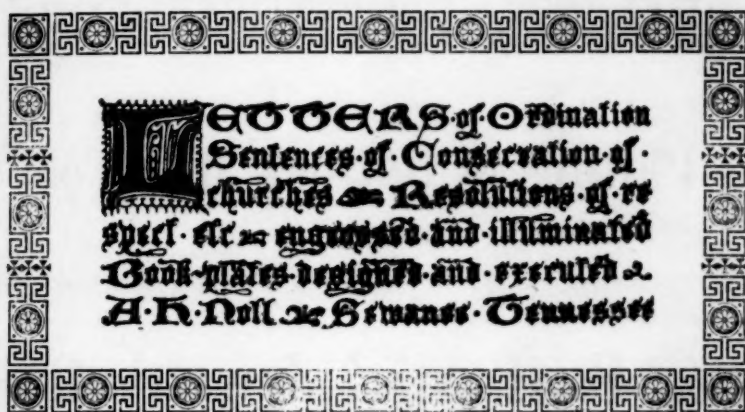 LETTERS·of·Ordination
Sentences·of·Consecration·of·
churches Resolutions·of·re
spect·etc engrossed·and·illuminated
Book-plates·designed·and·executed
A·H·Noll Sewanee·Tennessee